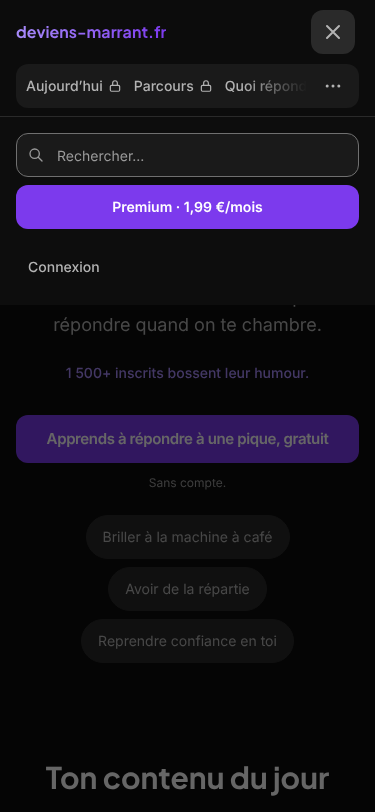 deviens-marrant.fr
Aujourd'hui Parcours Quoi répond
Rechercher...
Premium · 1,99 €/mois
Connexion
répondre quand on te chambre.
1 500+ inscrits bossent leur humour.
Apprends à répondre à une pique, gratuit
Sans compte.
Briller à la machine à café
Avoir de la répartie
Reprendre confiance en toi
Ton contenu du jour